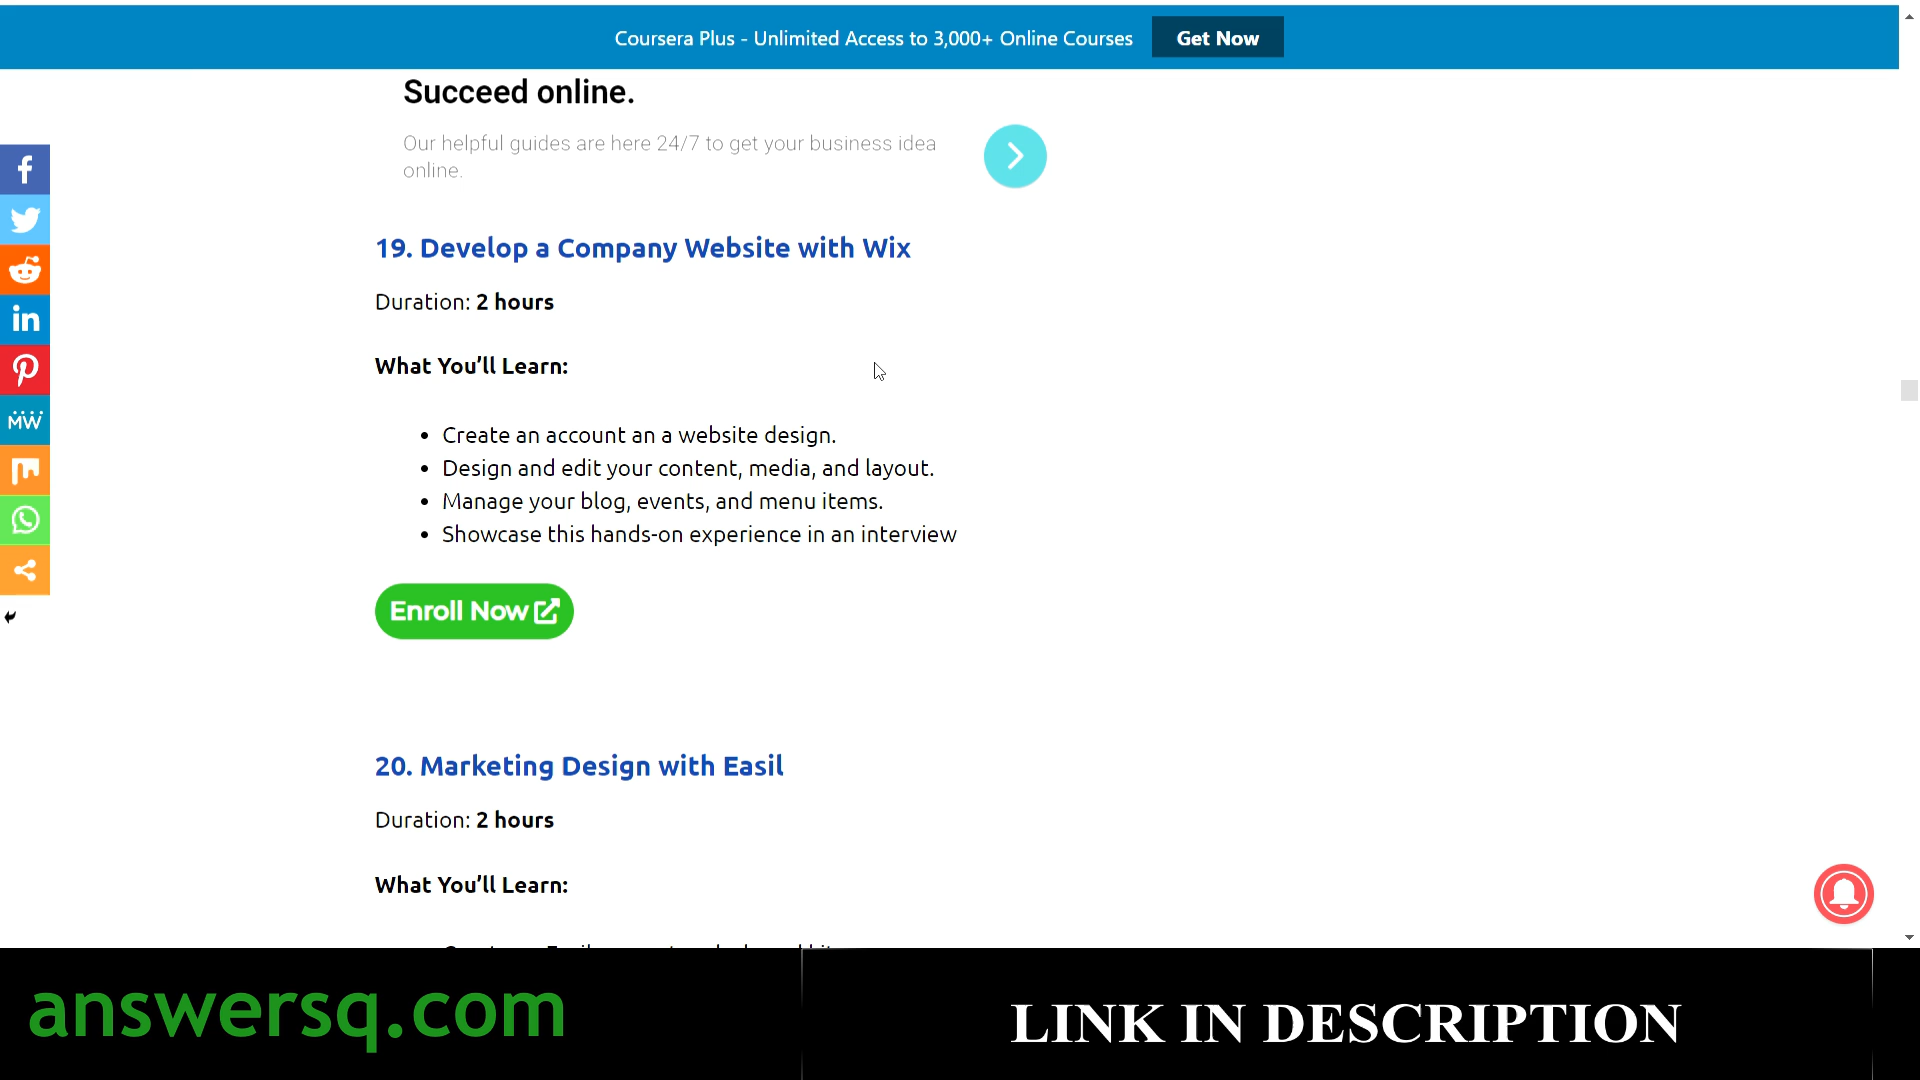 Coursera Plus - Unlimited Access to 3,000+ Online Courses Get Now
Succeed online.
Our helpful guides are here 24/7 to get your business idea
online.
19. Develop a Company Website with Wix
Duration: 2 hours
What You’ll Learn:
• Create an account an a website design.
• Design and edit your content, media, and layout.
• Manage your blog, events, and menu items.
• Showcase this hands-on experience in an interview
Enroll Now
20. Marketing Design with Easil
Duration: 2 hours
What You’ll Learn:
answersq.com
LINK IN DESCRIPTION